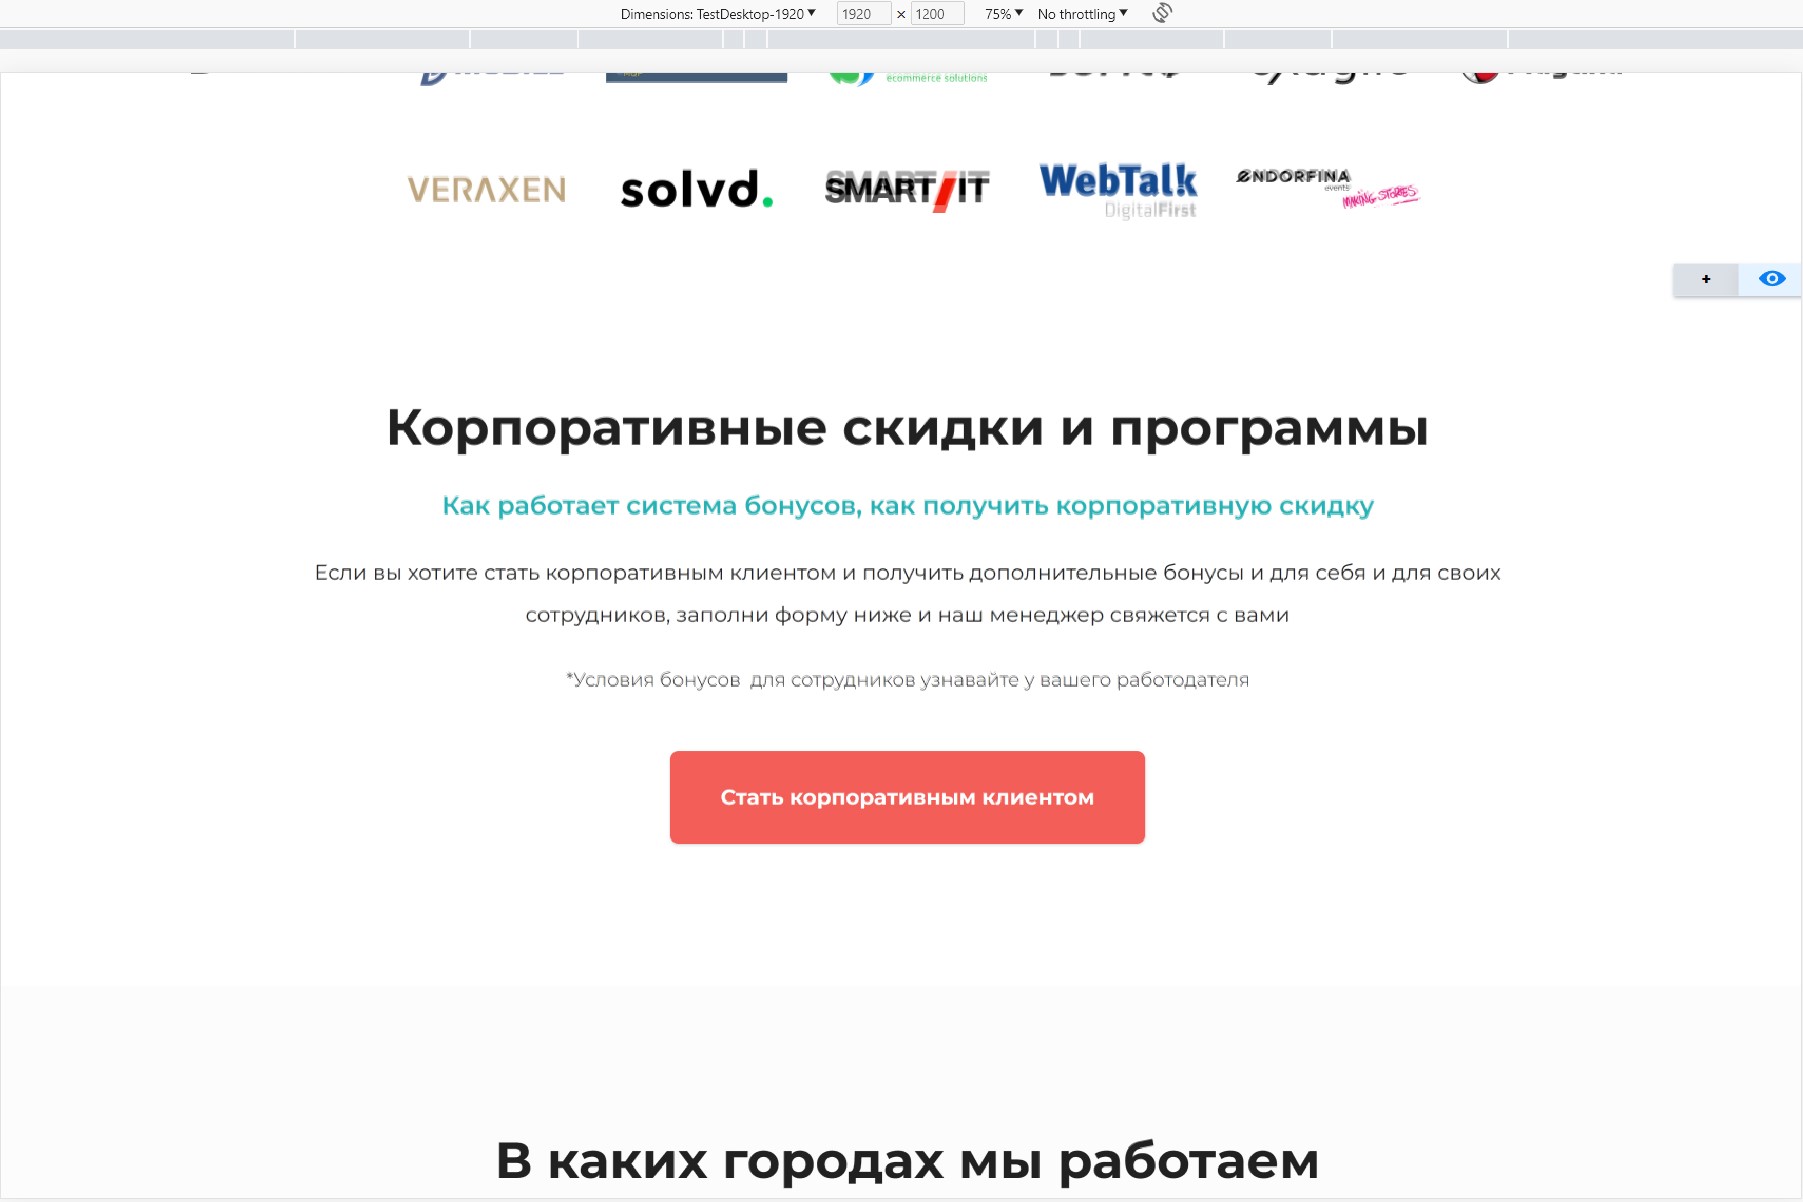 Dimensions: TestDesktop-1920 1920 × 1200 75% No throttling
ecommerce solutions
VERAXEN solvd. SMART/IT WebTalk ENDORFINA
events
DigitalFirst MAKING STORIES
+
Корпоративные скидки и программы
Как работает система бонусов, как получить корпоративную скидку
Если вы хотите стать корпоративным клиентом и получить дополнительные бонусы и для себя и для своих
сотрудников, заполни форму ниже и наш менеджер свяжется с вами
*Условия бонусов для сотрудников узнавайте у вашего работодателя
Стать корпоративным клиентом
В каких городах мы работаем